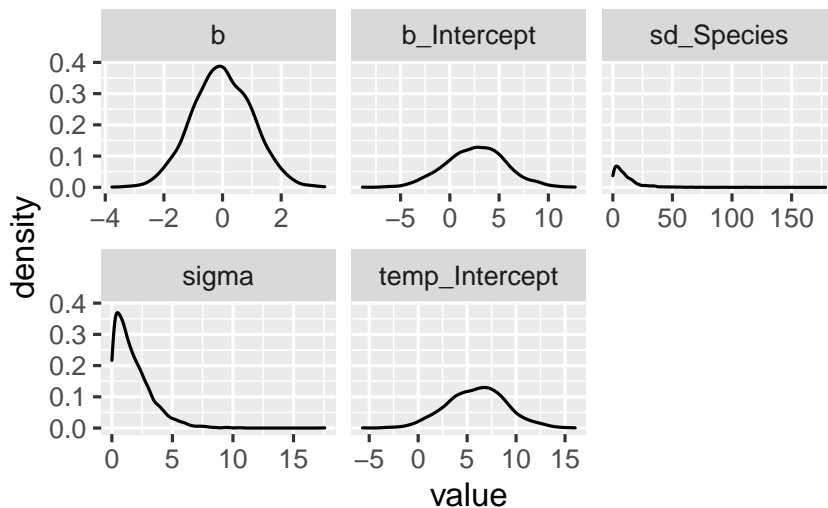 b
b_Intercept
sd_Species
0.4
0.3
0.2
0.1
0.0
−4 −2 0 2
−5 0 5 10
0 50 100 150
density
sigma
temp_Intercept
0.4
0.3
0.2
0.1
0.0
0 5 10 15
−5 0 5 10 15
value